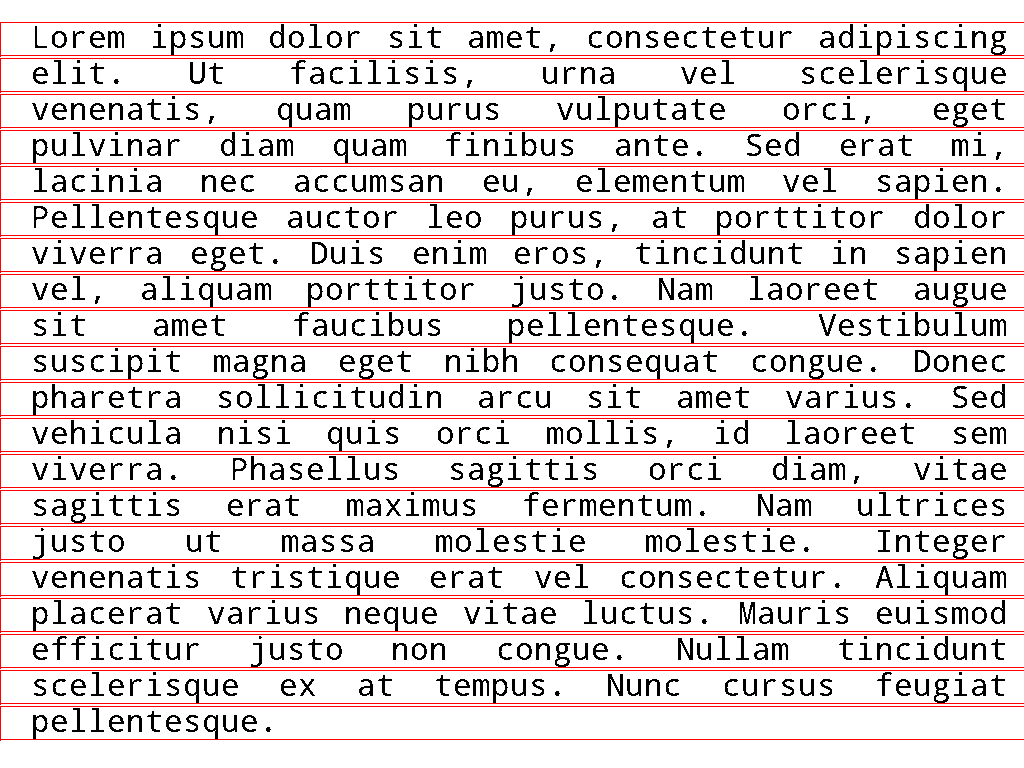 Lorem ipsum dolor sit amet, consectetur adipiscing
elit. Ut facilisis, urna vel scelerisque
venenatis, quam purus vulputate orci, eget
pulvinar diam quam finibus ante. Sed erat mi,
lacinia nec accumsan eu, elementum vel sapien.
Pellentesque auctor leo purus, at porttitor dolor
viverra eget. Duis enim eros, tincidunt in sapien
vel, aliquam porttitor justo. Nam laoreet augue
sit amet faucibus pellentesque. Vestibulum
suscipit magna eget nibh consequat congue. Donec
pharetra sollicitudin arcu sit amet varius. Sed
vehicula nisi quis orci mollis, id laoreet sem
viverra. Phasellus sagittis orci diam, vitae
sagittis erat maximus fermentum. Nam ultrices
justo ut massa molestie molestie. Integer
venenatis tristique erat vel consectetur. Aliquam
placerat varius neque vitae luctus. Mauris euismod
efficitur justo non congue. Nullam tincidunt
scelerisque ex at tempus. Nunc cursus feugiat
pellentesque.